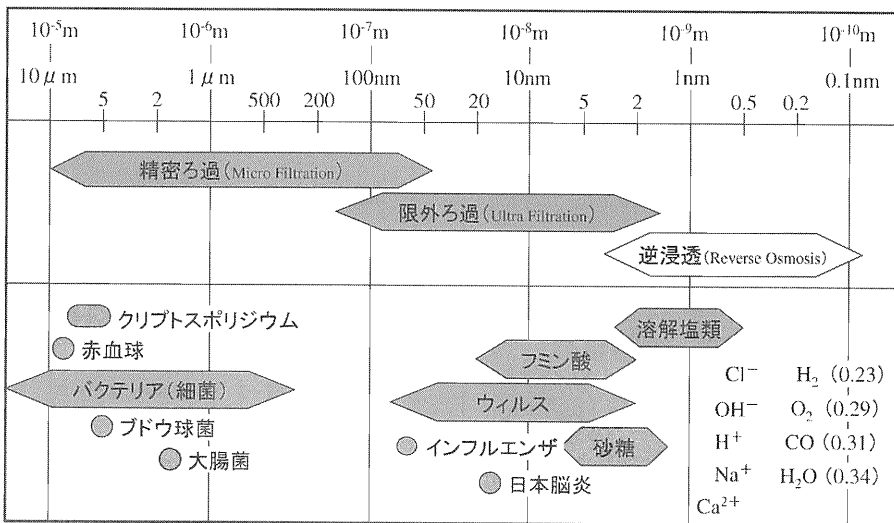 10⁻⁵m 10⁻⁶m 10⁻⁷m 10⁻⁸m 10⁻⁹m 10⁻¹⁰m
10μm 1μm 100nm 10nm 1nm 0.1nm
5 2 500 200 50 20 5 2 0.5 0.2
精密ろ過(Micro Filtration)
限外ろ過(Ultra Filtration)
逆浸透(Reverse Osmosis)
クリプトスポリジウム
溶解塩類
赤血球
フミン酸
バクテリア(細菌)
ウィルス
Cl⁻ H₂ (0.23)
ブドウ球菌
OH⁻ O₂ (0.29)
大腸菌
インフルエンザ
砂糖
H⁺ CO (0.31)
日本脳炎
Na⁺ H₂O (0.34)
Ca²⁺